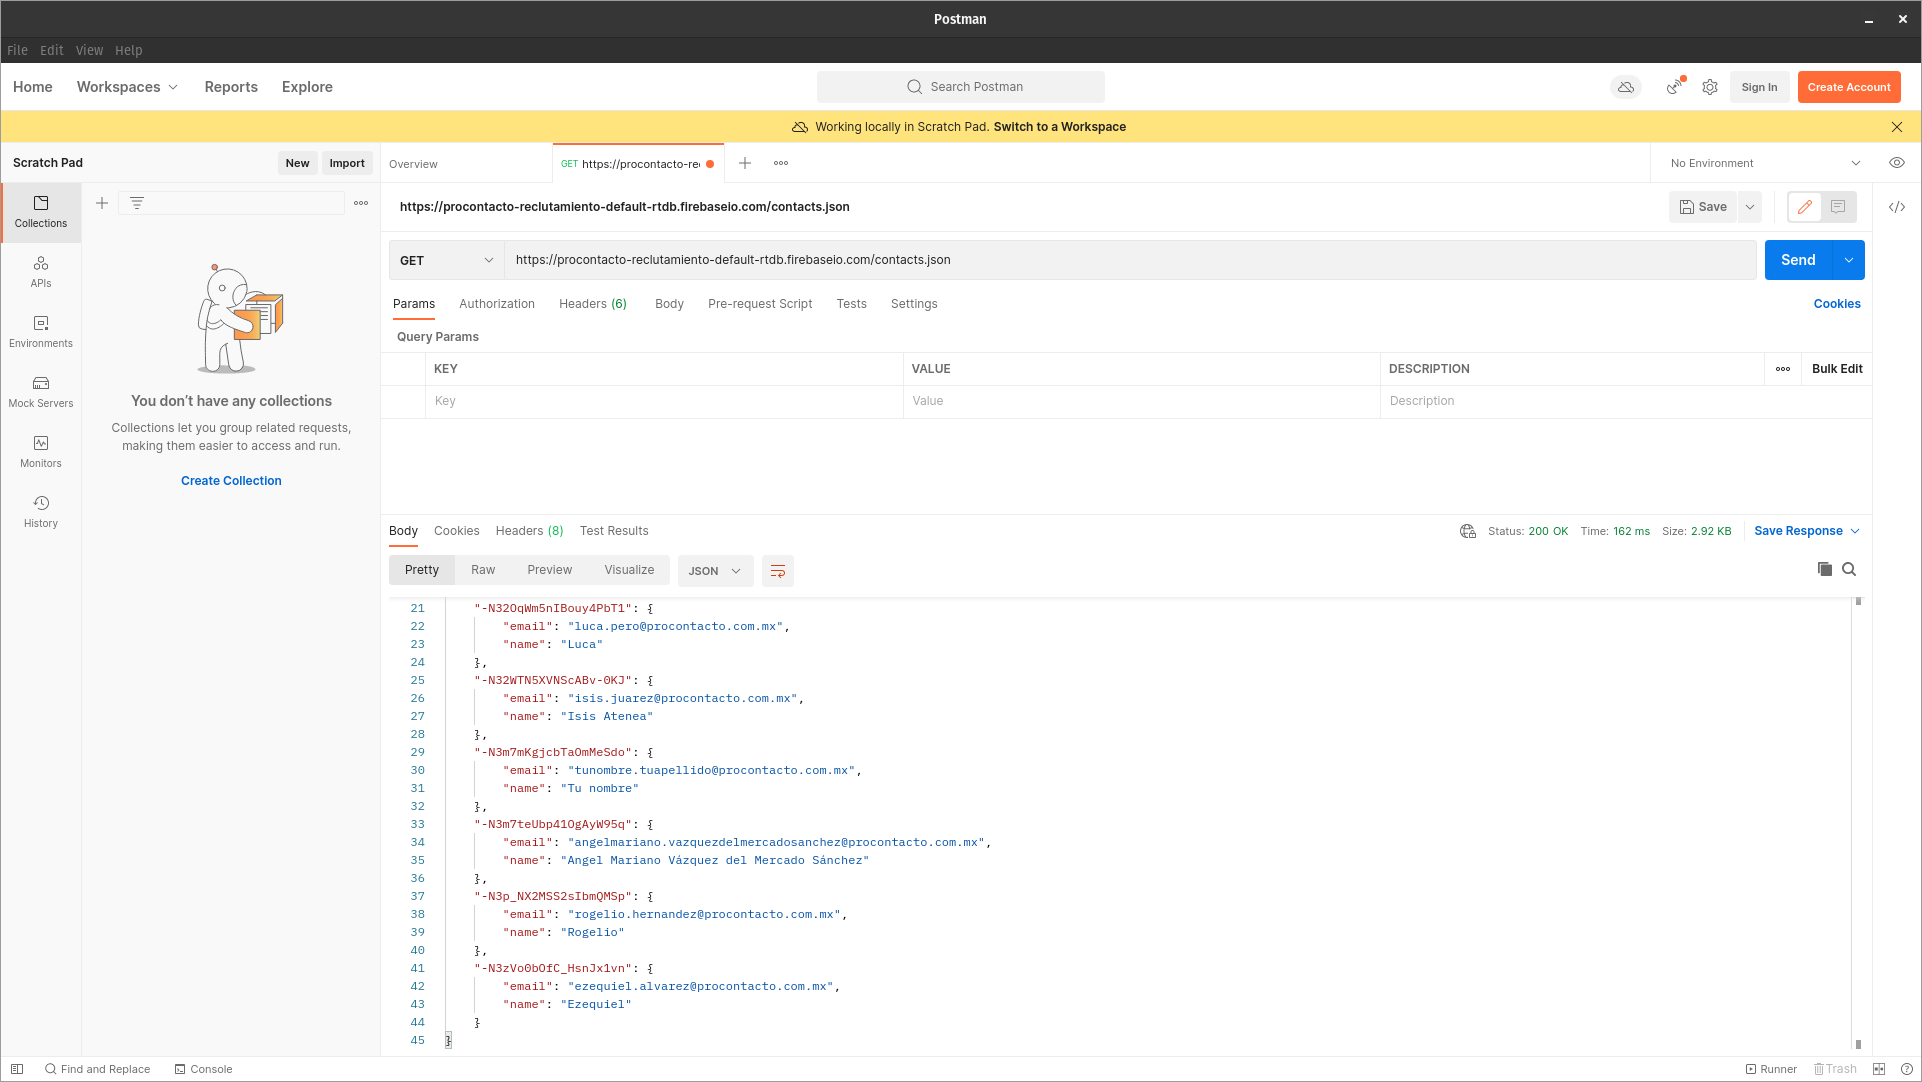 Postman
File Edit View Help
Home Workspaces Reports Explore Search Postman Sign In Create Account
Working locally in Scratch Pad. Switch to a Workspace
Scratch Pad New Import Overview GET https://procontacto-re No Environment
Collections
APIs
Environments
Mock Servers
Monitors
History
You don’t have any collections
Collections let you group related requests,
making them easier to access and run.
Create Collection
https://procontacto-reclutamiento-default-rtdb.firebaseio.com/contacts.json Save
GET https://procontacto-reclutamiento-default-rtdb.firebaseio.com/contacts.json Send
Params Authorization Headers (6) Body Pre-request Script Tests Settings Cookies
Query Params
KEY VALUE DESCRIPTION Bulk Edit
Key Value Description
Body Cookies Headers (8) Test Results Status: 200 OK Time: 162 ms Size: 2.92 KB Save Response
Pretty Raw Preview Visualize JSON
21 "-N32OqWm5nIBouy4PbT1": {
22 "email": "luca.pero@procontacto.com.mx",
23 "name": "Luca"
24 },
25 "-N32WTN5XVNScABv-0KJ": {
26 "email": "isis.juarez@procontacto.com.mx",
27 "name": "Isis Atenea"
28 },
29 "-N3m7mKgjcbTaOmMeSdo": {
30 "email": "tunombre.tuapellido@procontacto.com.mx",
31 "name": "Tu nombre"
32 },
33 "-N3m7teUbp41OgAyW95q": {
34 "email": "angelmariano.vazquezdelmercadosanchez@procontacto.com.mx",
35 "name": "Angel Mariano Vázquez del Mercado Sánchez"
36 },
37 "-N3p_NX2MSS2sIbmQMSp": {
38 "email": "rogelio.hernandez@procontacto.com.mx",
39 "name": "Rogelio"
40 },
41 "-N3zVo0bOfC_HsnJx1vn": {
42 "email": "ezequiel.alvarez@procontacto.com.mx",
43 "name": "Ezequiel"
44 }
45 }
Find and Replace Console Runner Trash